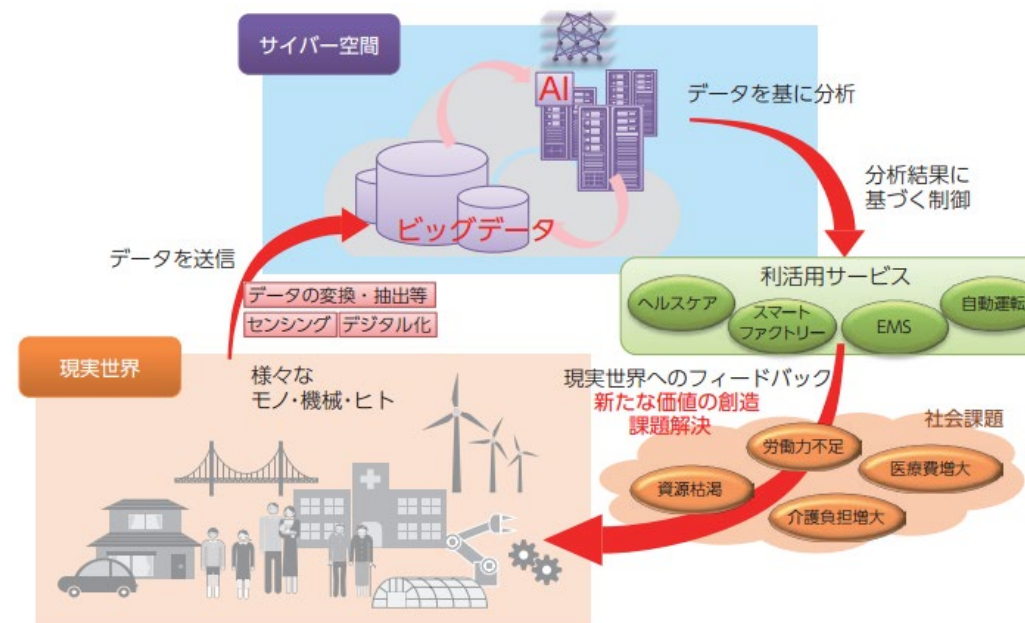 サイバー空間
AI
ビッグデータ
データを基に分析
分析結果に
基づく制御
データを送信
データの変換・抽出等
センシング
デジタル化
利活用サービス
ヘルスケア
スマート
ファクトリー
EMS
自動運転
現実世界
様々な
モノ・機械・ヒト
現実世界へのフィードバック
新たな価値の創造
課題解決
社会課題
労働力不足
医療費増大
資源枯渇
介護負担増大